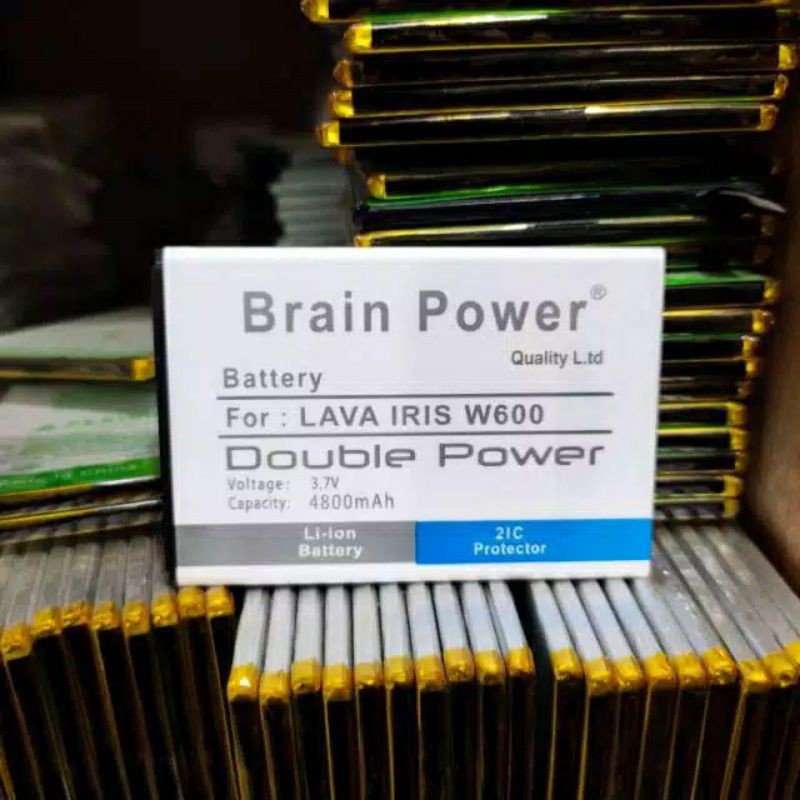 Brain Power®
Quality L.td
Battery
For : LAVA IRIS W600
Double Power
Voltage: 3.7V
Capacity: 4800mAh
Li-ion
Battery
2IC
Protector